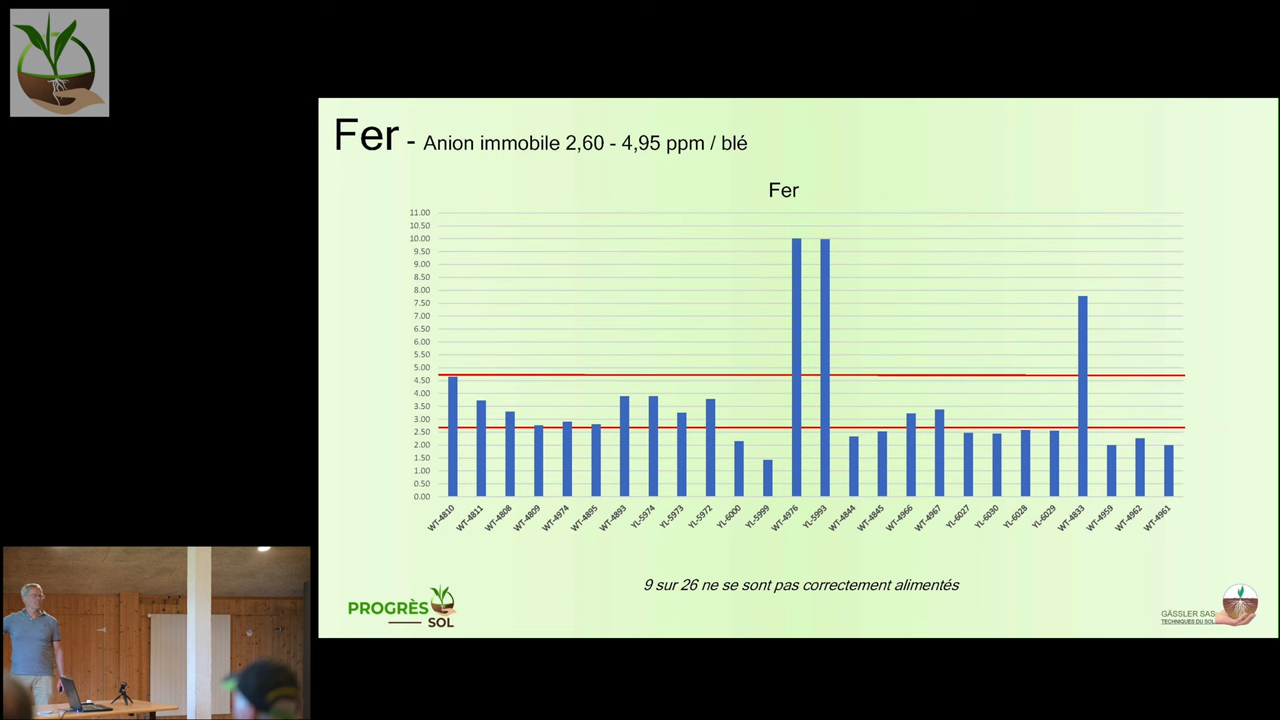 Fer - Anion immobile 2,60 - 4,95 ppm / blé
Fer
11.00
10.50
10.00
9.50
9.00
8.50
8.00
7.50
7.00
6.50
6.00
5.50
5.00
4.50
4.00
3.50
3.00
2.50
2.00
1.50
1.00
0.50
0.00
WT-4810
WT-4811
WT-4808
WT-4809
WT-4974
WT-4895
WT-4893
YL-5974
YL-5973
YL-5972
YL-6000
YL-5999
WT-4976
YL-5993
WT-4844
WT-4845
WT-4966
WT-4967
YL-6027
YL-6030
YL-6028
YL-6029
WT-4833
WT-4959
WT-4962
WT-4961
9 sur 26 ne se sont pas correctement alimentés
PROGRÈS
SOL
GÄSSLER SAS
TECHNIQUES DU SOL